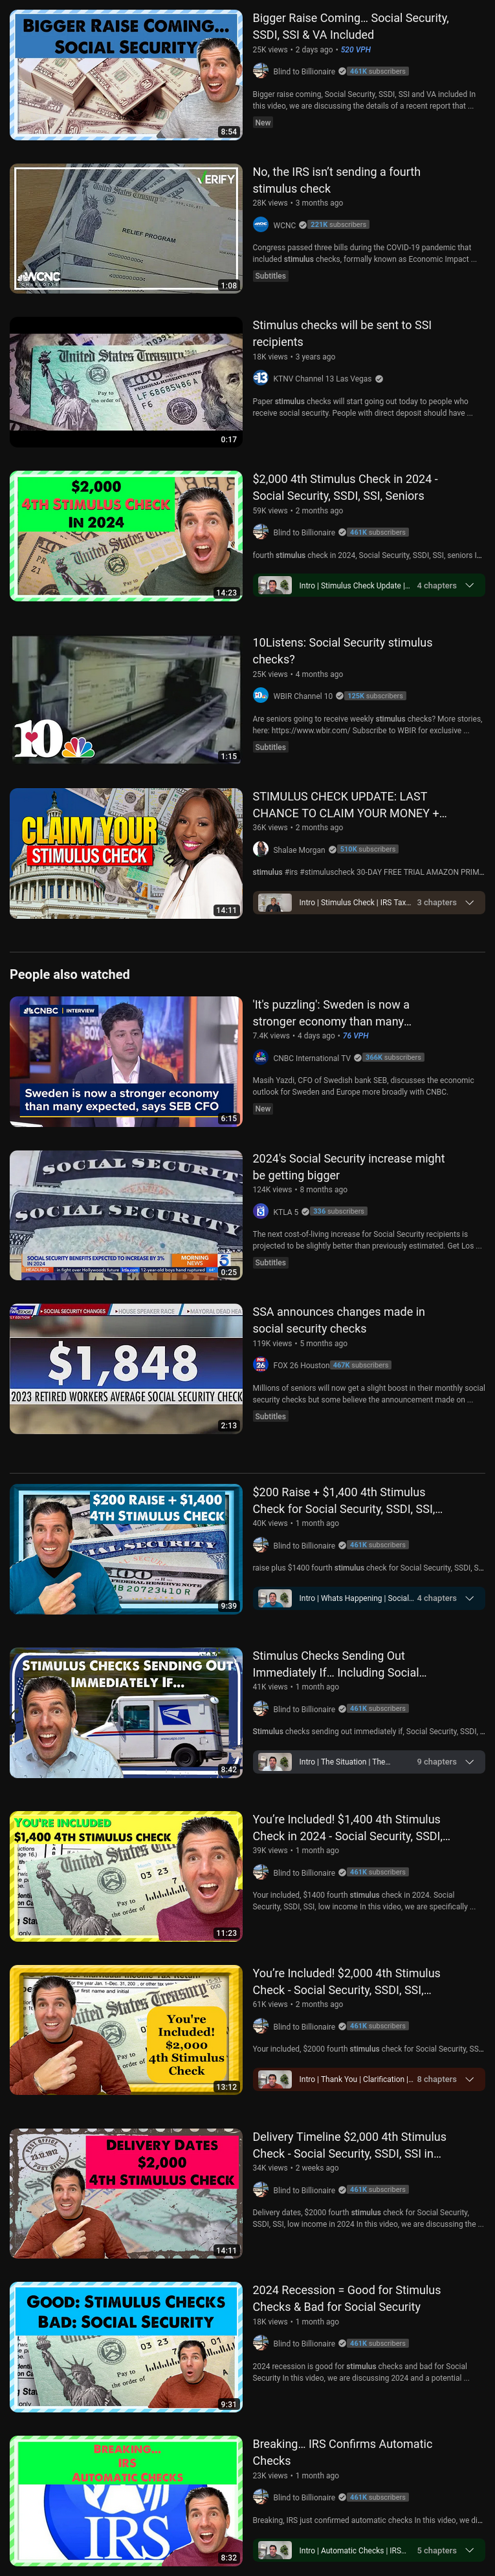 BIGGER RAISE COMING...
SOCIAL SECURITY
8:54
Bigger Raise Coming... Social Security,
SSDI, SSI & VA Included
25K views • 2 days ago • 520 VPH
Blind to Billionaire 461K subscribers
Bigger raise coming, Social Security, SSDI, SSI and VA included In
this video, we are discussing the details of a recent report that ...
New
VERIFY
RELIEF PROGRAM
WCNC
CHARLOTTE
1:08
No, the IRS isn't sending a fourth
stimulus check
28K views • 3 months ago
WCNC 221K subscribers
Congress passed three bills during the COVID-19 pandemic that
included stimulus checks, formally known as Economic Impact ...
Subtitles
United States Treasury
Pay to
the order of
100
LF68685486A
F6
0:17
Stimulus checks will be sent to SSI
recipients
18K views • 3 years ago
13
KTNV Channel 13 Las Vegas
Paper stimulus checks will start going out today to people who
receive social security. People with direct deposit should have ...
$2,000
4TH STIMULUS CHECK
IN 2024
14:23
$2,000 4th Stimulus Check in 2024 -
Social Security, SSDI, SSI, Seniors
59K views • 2 months ago
Blind to Billionaire 461K subscribers
fourth stimulus check in 2024, Social Security, SSDI, SSI, seniors I...
Intro | Stimulus Check Update |... 4 chapters
10
1:15
10Listens: Social Security stimulus
checks?
25K views • 4 months ago
WBIR Channel 10 125K subscribers
Are seniors going to receive weekly stimulus checks? More stories,
here: https://www.wbir.com/ Subscribe to WBIR for exclusive ...
Subtitles
CLAIM YOUR
STIMULUS CHECK
14:11
STIMULUS CHECK UPDATE: LAST
CHANCE TO CLAIM YOUR MONEY +...
36K views • 2 months ago
Shalae Morgan 510K subscribers
stimulus #irs #stimuluscheck 30-DAY FREE TRIAL AMAZON PRIM...
Intro | Stimulus Check | IRS Tax... 3 chapters
People also watched
CNBC | INTERVIEW
Sweden is now a stronger economy
than many expected, says SEB CFO
6:15
'It's puzzling': Sweden is now a
stronger economy than many...
7.4K views • 4 days ago • 76 VPH
CNBC International TV 366K subscribers
Masih Yazdi, CFO of Swedish bank SEB, discusses the economic
outlook for Sweden and Europe more broadly with CNBC.
New
SOCIAL SECURITY
SOCIAL SECURITY
SOCIAL SECURITY BENEFITS EXPECTED TO INCREASE BY 3%
IN 2024
MORNING
NEWS
5
HEADLINES
0:25
2024's Social Security increase might
be getting bigger
124K views • 8 months ago
KTLA 5 336 subscribers
The next cost-of-living increase for Social Security recipients is
projected to be slightly better than previously estimated. Get Los ...
Subtitles
SOCIAL SECURITY CHANGES
HOUSE SPEAKER RACE
MAYORAL DEAD HEA
$1,848
2023 RETIRED WORKERS AVERAGE SOCIAL SECURITY CHECK
2:13
SSA announces changes made in
social security checks
119K views • 5 months ago
FOX 26 Houston 467K subscribers
Millions of seniors will now get a slight boost in their monthly social
security checks but some believe the announcement made on ...
Subtitles
$200 RAISE + $1,400
4TH STIMULUS CHECK
9:39
$200 Raise + $1,400 4th Stimulus
Check for Social Security, SSDI, SSI,...
40K views • 1 month ago
Blind to Billionaire 461K subscribers
raise plus $1400 fourth stimulus check for Social Security, SSDI, S...
Intro | Whats Happening | Social... 4 chapters
STIMULUS CHECKS SENDING OUT
IMMEDIATELY IF...
8:42
Stimulus Checks Sending Out
Immediately If... Including Social...
41K views • 1 month ago
Blind to Billionaire 461K subscribers
Stimulus checks sending out immediately if, Social Security, SSDI, ...
Intro | The Situation | The... 9 chapters
YOU'RE INCLUDED
$1,400 4TH STIMULUS CHECK
11:23
You're Included! $1,400 4th Stimulus
Check in 2024 - Social Security, SSDI,...
39K views • 1 month ago
Blind to Billionaire 461K subscribers
Your included, $1400 fourth stimulus check in 2024. Social
Security, SSDI, SSI, low income In this video, we are specifically ...
You're
Included!
$2,000
4th Stimulus
Check
13:12
You're Included! $2,000 4th Stimulus
Check - Social Security, SSDI, SSI,...
61K views • 2 months ago
Blind to Billionaire 461K subscribers
Your included, $2000 fourth stimulus check for Social Security, SS...
Intro | Thank You | Clarification |... 8 chapters
DELIVERY DATES
$2,000
4TH STIMULUS CHECK
14:11
Delivery Timeline $2,000 4th Stimulus
Check - Social Security, SSDI, SSI in...
34K views • 2 weeks ago
Blind to Billionaire 461K subscribers
Delivery dates, $2000 fourth stimulus check for Social Security,
SSDI, SSI, low income in 2024 In this video, we are discussing the ...
GOOD: STIMULUS CHECKS
BAD: SOCIAL SECURITY
9:31
2024 Recession = Good for Stimulus
Checks & Bad for Social Security
18K views • 1 month ago
Blind to Billionaire 461K subscribers
2024 recession is good for stimulus checks and bad for Social
Security In this video, we are discussing 2024 and a potential ...
BREAKING...
IRS
AUTOMATIC CHECKS
IRS
8:32
Breaking... IRS Confirms Automatic
Checks
23K views • 1 month ago
Blind to Billionaire 461K subscribers
Breaking, IRS just confirmed automatic checks In this video, we di...
Intro | Automatic Checks | IRS... 5 chapters